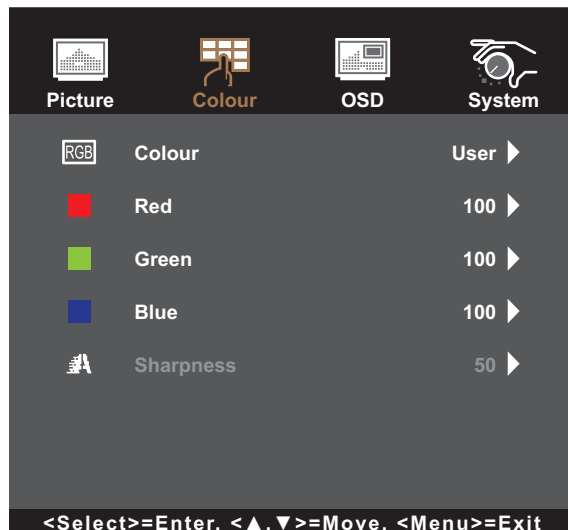 Picture Colour OSD System
RGB Colour User
Red 100
Green 100
Blue 100
Sharpness 50
<Select>=Enter, <▲,▼>=Move, <Menu>=Exit